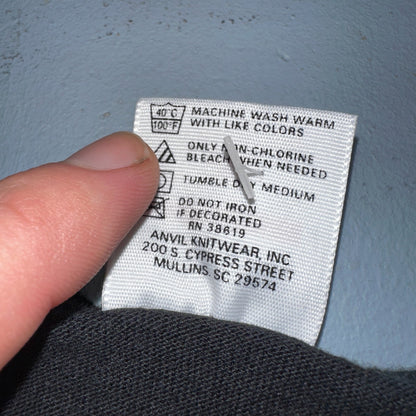 40°C
100°F
MACHINE WASH WARM
WITH LIKE COLORS
ONLY NON-CHLORINE
BLEACH WHEN NEEDED
TUMBLE DRY MEDIUM
DO NOT IRON
IF DECORATED
RN 38619
ANVIL KNITWEAR, INC.
200 S. CYPRESS STREET
MULLINS SC 29574